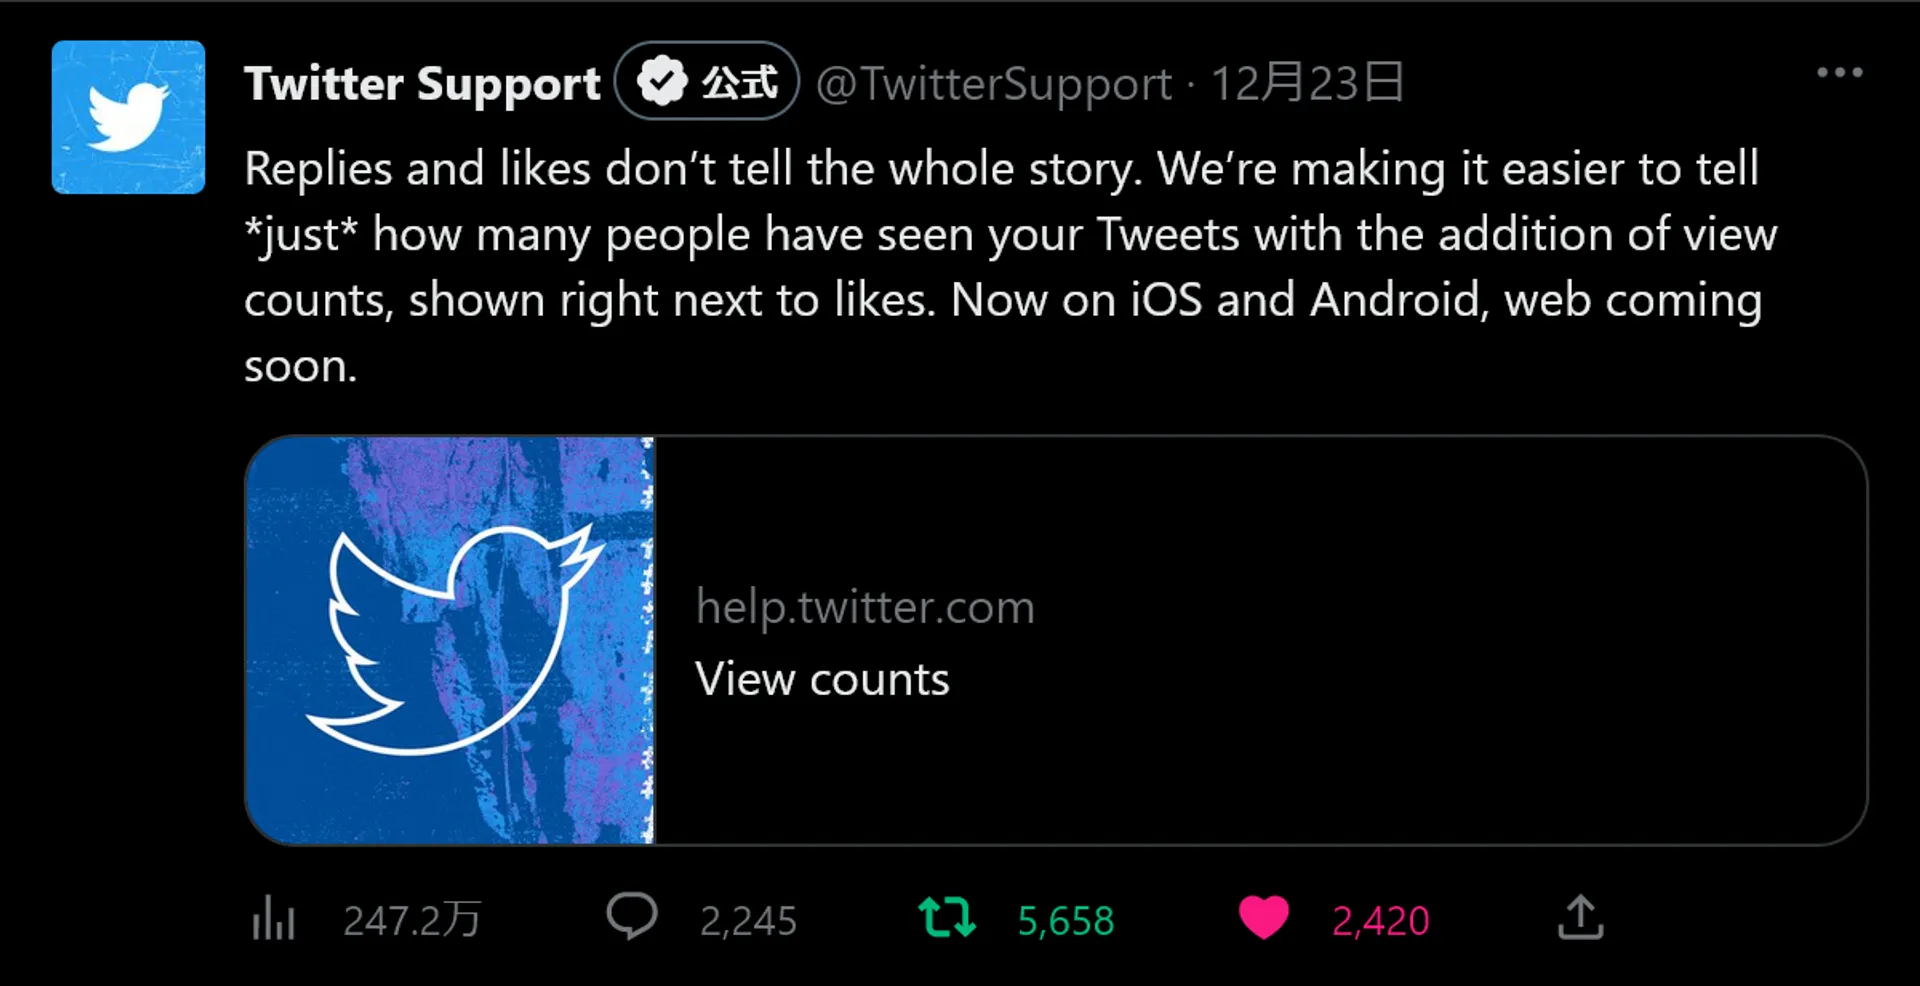 Twitter Support 公式 @TwitterSupport · 12月23日
Replies and likes don’t tell the whole story. We’re making it easier to tell
*just* how many people have seen your Tweets with the addition of view
counts, shown right next to likes. Now on iOS and Android, web coming
soon.
help.twitter.com
View counts
247.2万 2,245 5,658 2,420